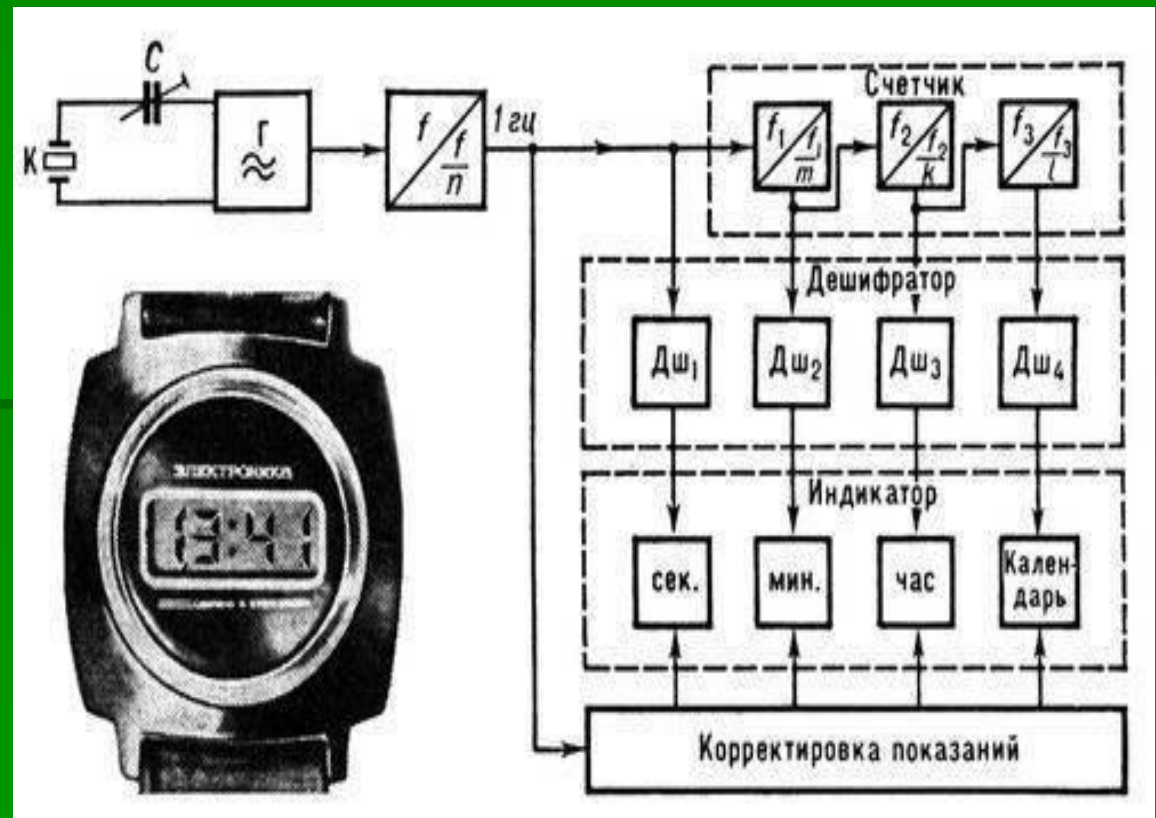 C
K
Г
f
f
n
1 гц
Счетчик
f1
f1
m
f2
f2
k
f3
f3
l
Дешифратор
Дш1
Дш2
Дш3
Дш4
Индикатор
сек.
мин.
час
Кален-
дарь
Корректировка показаний
ЭЛЕКТРОНИКА
13:41